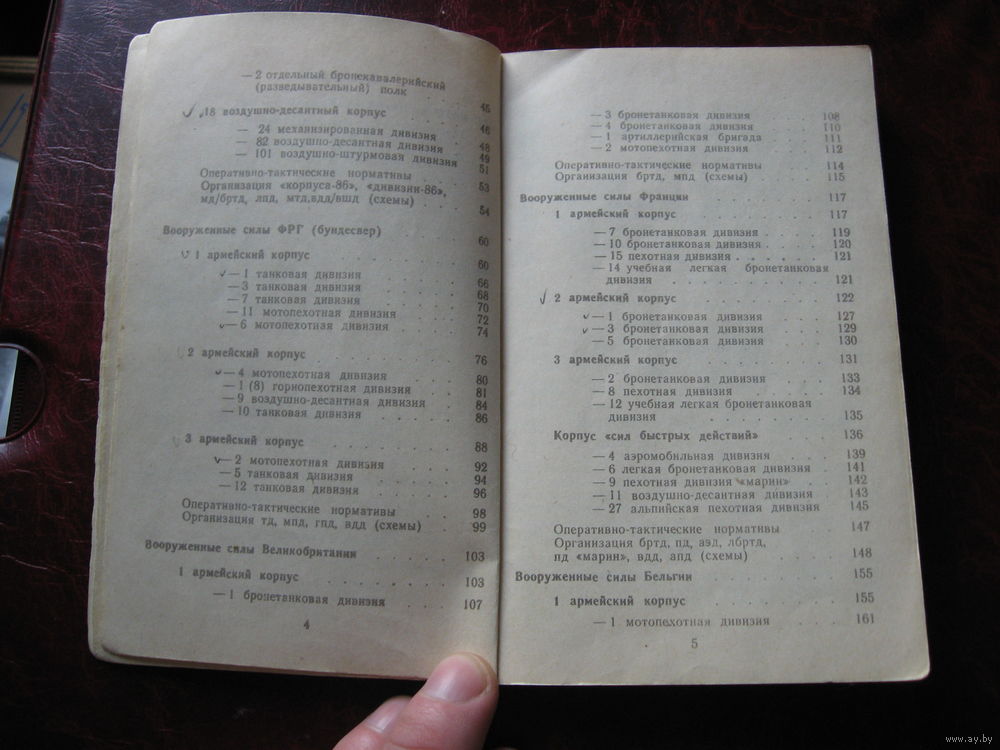 — 2 отдельный бронекавалерийский
(разведывательный) полк . . 45
18 воздушно-десантный корпус . . 46
— 24 механизированная дивизия . 48
— 82 воздушно-десантная дивизия . 49
— 101 воздушно-штурмовая дивизия 51
Оперативно-тактические нормативы . . 53
Организация «корпуса-86», «дивизии-86»,
мд/бртд, лпд, мтд, вдд/вшд (схемы) . . 54
Вооруженные силы ФРГ (бундесвер) . . . 60
1 армейский корпус . . . . . . 60
— 1 танковая дивизия . . . . 66
— 3 танковая дивизия . . . . 68
— 7 танковая дивизия . . . . 70
— 11 мотопехотная дивизия . . . 72
— 6 мотопехотная дивизия . . . 74
2 армейский корпус . . . . . . 76
— 4 мотопехотная дивизия . . . 80
— 1 (8) горнопехотная дивизия . . 81
— 9 воздушно-десантная дивизия . . 84
— 10 танковая дивизия . . . . 86
3 армейский корпус . . . . . . 88
— 2 мотопехотная дивизия . . . 92
— 5 танковая дивизия . . . . 94
— 12 танковая дивизия . . . . 96
Оперативно-тактические нормативы . . . 98
Организация тд, мпд, гпд, вдд (схемы) . . 99
Вооруженные силы Великобритании . . . 103
1 армейский корпус . . . . . . 103
— 1 бронетанковая дивизия . . . 107
4
— 3 бронетанковая дивизия . . . 108
— 4 бронетанковая дивизия . . . 110
— 1 артиллерийская бригада . . . 111
— 2 мотопехотная дивизия . . . 112
Оперативно-тактические нормативы . . . 114
Организация бртд, мпд (схемы) . . . 115
Вооруженные силы Франции . . . . . 117
1 армейский корпус . . . . . . 117
— 7 бронетанковая дивизия . . . 119
— 10 бронетанковая дивизия . . . 120
— 15 пехотная дивизия . . . . . 121
— 14 учебная легкая бронетанковая
дивизия . . . . . . . 121
2 армейский корпус . . . . . . 122
— 1 бронетанковая дивизия . . . 127
— 3 бронетанковая дивизия . . . 129
— 5 бронетанковая дивизия . . . 130
3 армейский корпус . . . . . . 131
— 2 бронетанковая дивизия . . . 133
— 8 пехотная дивизия . . . . 134
— 12 учебная легкая бронетанковая
дивизия . . . . . . . 135
Корпус «сил быстрых действий» . . . 136
— 4 аэромобильная дивизия . . . 139
— 6 легкая бронетанковая дивизия . 141
— 9 пехотная дивизия «марин» . . 142
— 11 воздушно-десантная дивизия . 143
— 27 альпийская пехотная дивизия . 145
Оперативно-тактические нормативы . . . 147
Организация бртд, пд, аэд, лбртд,
пд «марин», вдд, апд (схемы) . . . 148
Вооруженные силы Бельгии . . . . . 155
1 армейский корпус . . . . . . 155
— 1 мотопехотная дивизия . . . 161
5
www.ay.by